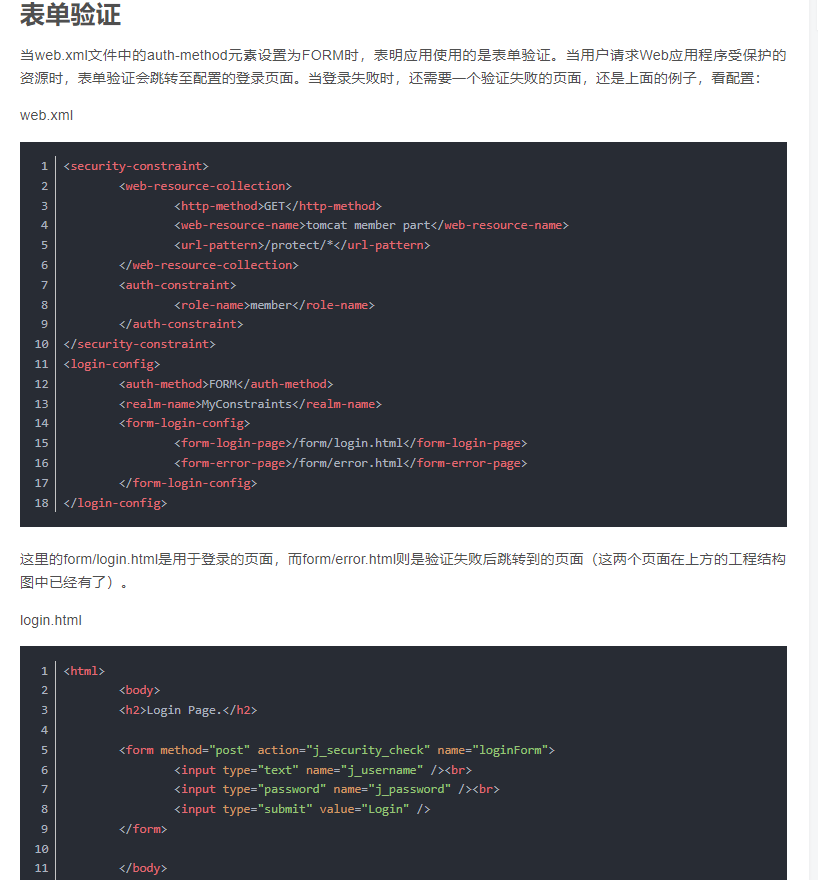 表单验证
当web.xml文件中的auth-method元素设置为FORM时，表明应用使用的是表单验证。当用户请求Web应用程序受保护的
资源时，表单验证会跳转至配置的登录页面。当登录失败时，还需要一个验证失败的页面，还是上面的例子，看配置：
web.xml
1 <security-constraint>
2 <web-resource-collection>
3 <http-method>GET</http-method>
4 <web-resource-name>tomcat member part</web-resource-name>
5 <url-pattern>/protect/*</url-pattern>
6 </web-resource-collection>
7 <auth-constraint>
8 <role-name>member</role-name>
9 </auth-constraint>
10 </security-constraint>
11 <login-config>
12 <auth-method>FORM</auth-method>
13 <realm-name>MyConstraints</realm-name>
14 <form-login-config>
15 <form-login-page>/form/login.html</form-login-page>
16 <form-error-page>/form/error.html</form-error-page>
17 </form-login-config>
18 </login-config>
这里的form/login.html是用于登录的页面，而form/error.html则是验证失败后跳转到的页面（这两个页面在上方的工程结构
图中已经有了）。
login.html
1 <html>
2 <body>
3 <h2>Login Page.</h2>
4
5 <form method="post" action="j_security_check" name="loginForm">
6 <input type="text" name="j_username" /><br>
7 <input type="password" name="j_password" /><br>
8 <input type="submit" value="Login" />
9 </form>
10
11 </body>